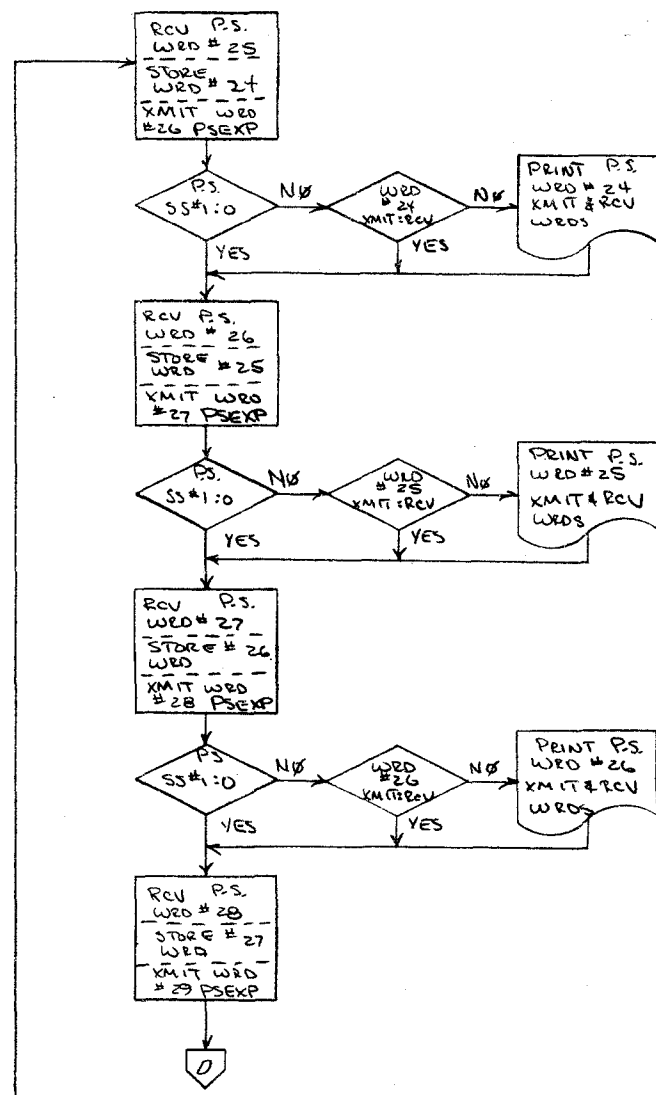 RCV P.S.
WRD # 25
STORE
WRD # 24
XMIT WRD
#26 PSEXP
P.S.
SS#1:0
NØ
WRD
# 24
XMIT:RCV
NØ
PRINT P.S.
WRD # 24
XMIT & RCV
WRDS
YES
YES
RCV P.S.
WRD # 26
STORE
WRD #25
XMIT WRD
#27 PSEXP
P.S.
SS#1:0
NØ
WRD
# 25
XMIT:RCV
NØ
PRINT P.S.
WRD #25
XMIT & RCV
WRDS
YES
YES
RCV P.S.
WRD # 27
STORE # 26
WRD
XMIT WRD
#28 PSEXP
P.S
SS#1:0
NØ
WRD
#26
XMIT:RCV
NØ
PRINT P.S.
WRD #26
XMIT & RCV
WRDS
YES
YES
RCV P.S.
WRD # 28
STORE # 27
WRD
XMIT WRD
#29 PSEXP
D